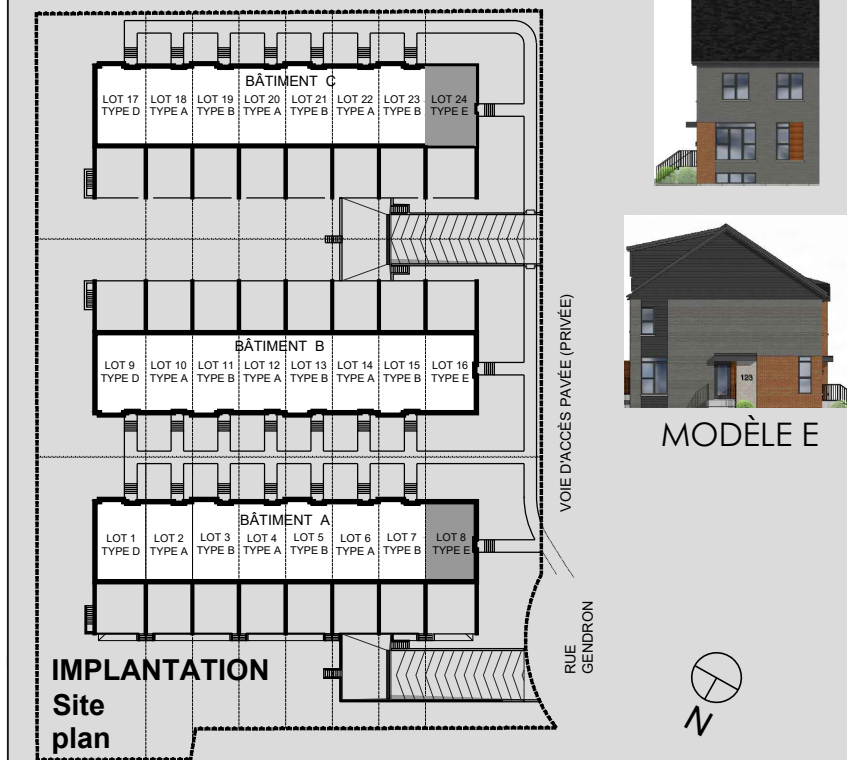 BÂTIMENT C
LOT 17 LOT 18 LOT 19 LOT 20 LOT 21 LOT 22 LOT 23 LOT 24
TYPE D TYPE A TYPE B TYPE A TYPE B TYPE A TYPE B TYPE E
BÂTIMENT B
LOT 9 LOT 10 LOT 11 LOT 12 LOT 13 LOT 14 LOT 15 LOT 16
TYPE D TYPE A TYPE B TYPE A TYPE B TYPE A TYPE B TYPE E
BÂTIMENT A
LOT 1 LOT 2 LOT 3 LOT 4 LOT 5 LOT 6 LOT 7 LOT 8
TYPE D TYPE A TYPE B TYPE A TYPE B TYPE A TYPE B TYPE E
VOIE D'ACCÈS PAVÉE (PRIVÉE)
RUE
GENDRON
IMPLANTATION
Site
plan
123
MODÈLE E
N